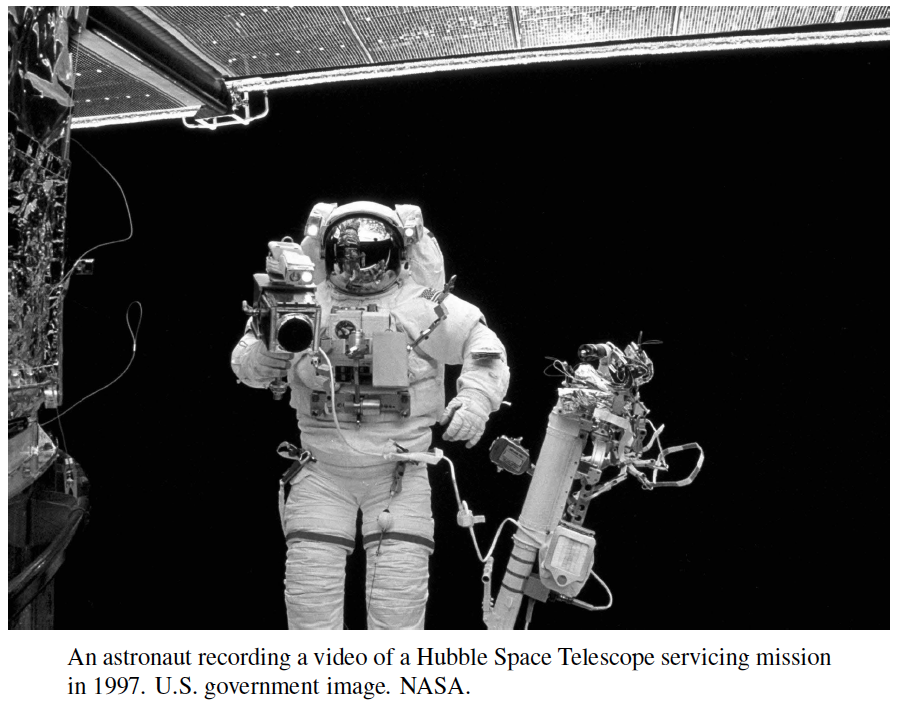 An astronaut recording a video of a Hubble Space Telescope servicing mission
in 1997. U.S. government image. NASA.